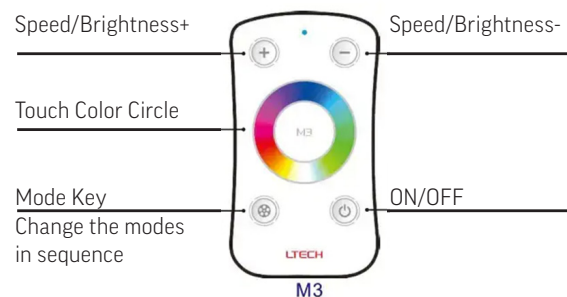 Speed/Brightness+
Speed/Brightness-
Touch Color Circle
M3
Mode Key
Change the modes
in sequence
ON/OFF
LTECH
M3